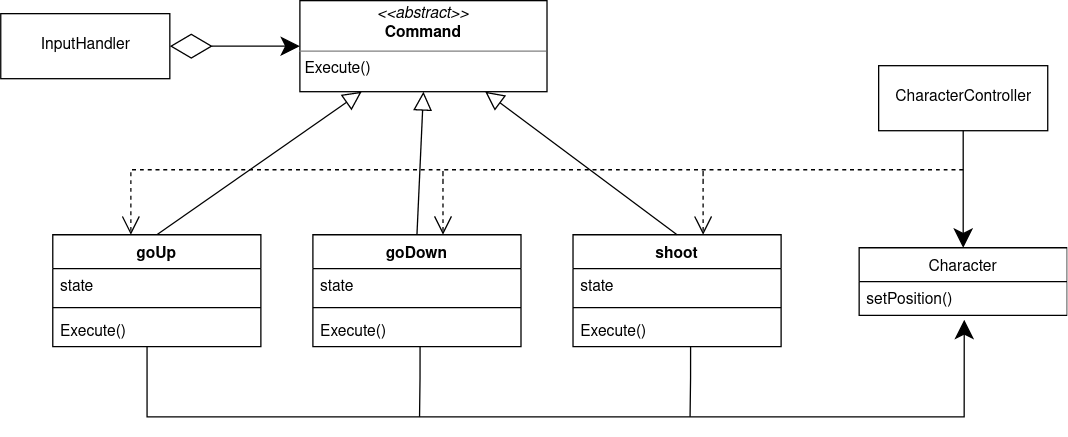 <<abstract>>
Command
InputHandler
Execute()
CharacterController
goUp
state
Execute()
goDown
state
Execute()
shoot
state
Execute()
Character
setPosition()